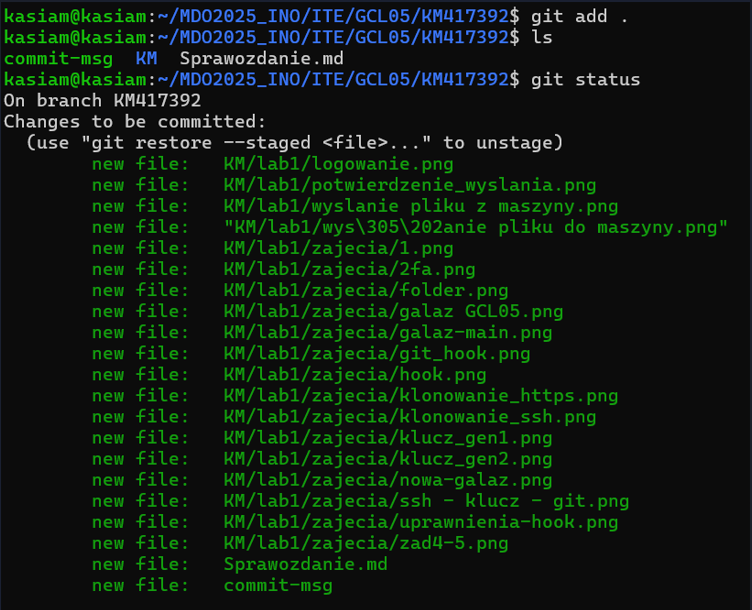 kasiam@kasiam:~/MDO2025_INO/ITE/GCL05/KM417392$ git add .
kasiam@kasiam:~/MDO2025_INO/ITE/GCL05/KM417392$ ls
commit-msg  KM  Sprawozdanie.md
kasiam@kasiam:~/MDO2025_INO/ITE/GCL05/KM417392$ git status
On branch KM417392
Changes to be committed:
  (use "git restore --staged <file>..." to unstage)
        new file:   KM/lab1/logowanie.png
        new file:   KM/lab1/potwierdzenie_wyslania.png
        new file:   KM/lab1/wyslanie pliku z maszyny.png
        new file:   "KM/lab1/wys\305\202anie pliku do maszyny.png"
        new file:   KM/lab1/zajecia/1.png
        new file:   KM/lab1/zajecia/2fa.png
        new file:   KM/lab1/zajecia/folder.png
        new file:   KM/lab1/zajecia/galaz GCL05.png
        new file:   KM/lab1/zajecia/galaz-main.png
        new file:   KM/lab1/zajecia/git_hook.png
        new file:   KM/lab1/zajecia/hook.png
        new file:   KM/lab1/zajecia/klonowanie_https.png
        new file:   KM/lab1/zajecia/klonowanie_ssh.png
        new file:   KM/lab1/zajecia/klucz_gen1.png
        new file:   KM/lab1/zajecia/klucz_gen2.png
        new file:   KM/lab1/zajecia/nowa-galaz.png
        new file:   KM/lab1/zajecia/ssh - klucz - git.png
        new file:   KM/lab1/zajecia/uprawnienia-hook.png
        new file:   KM/lab1/zajecia/zad4-5.png
        new file:   Sprawozdanie.md
        new file:   commit-msg